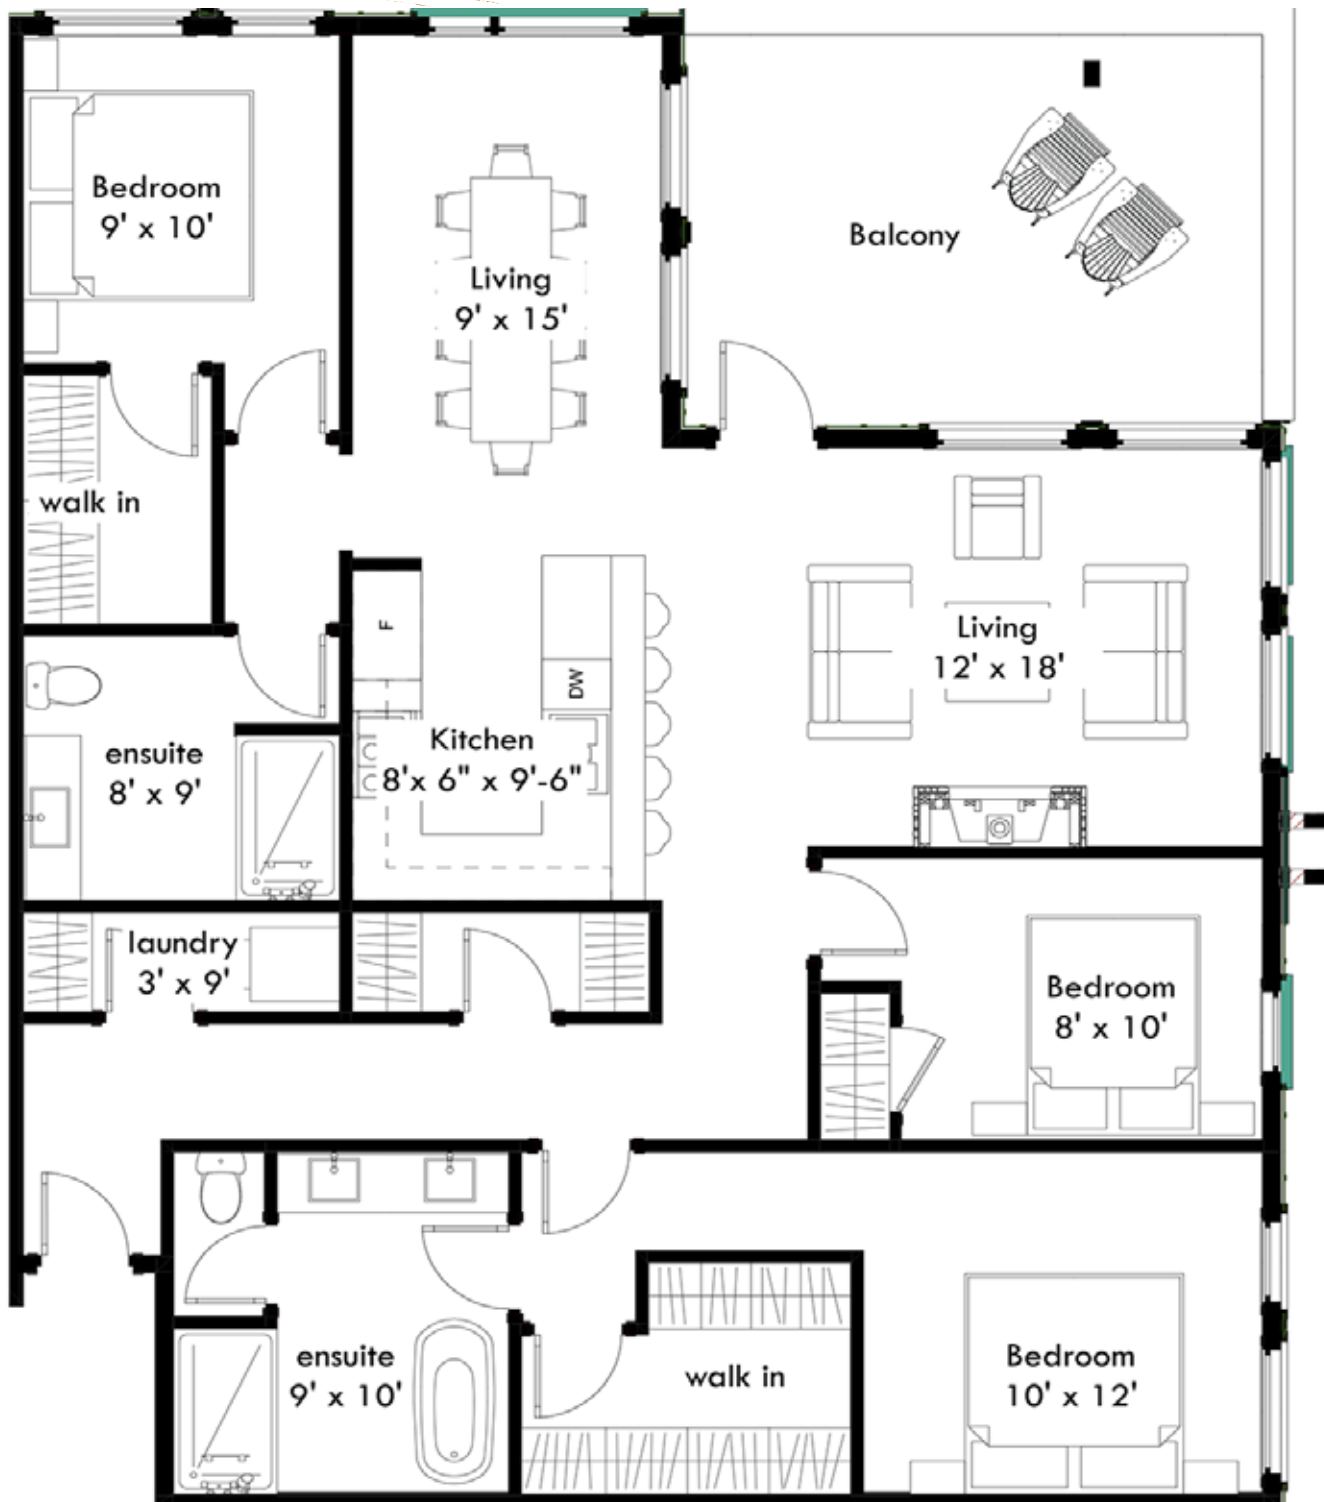 Bedroom
9' x 10'
Living
9' x 15'
Balcony
walk in
F
DW
Living
12' x 18'
Kitchen
8'x 6" x 9'-6"
ensuite
8' x 9'
laundry
3' x 9'
Bedroom
8' x 10'
ensuite
9' x 10'
walk in
Bedroom
10' x 12'